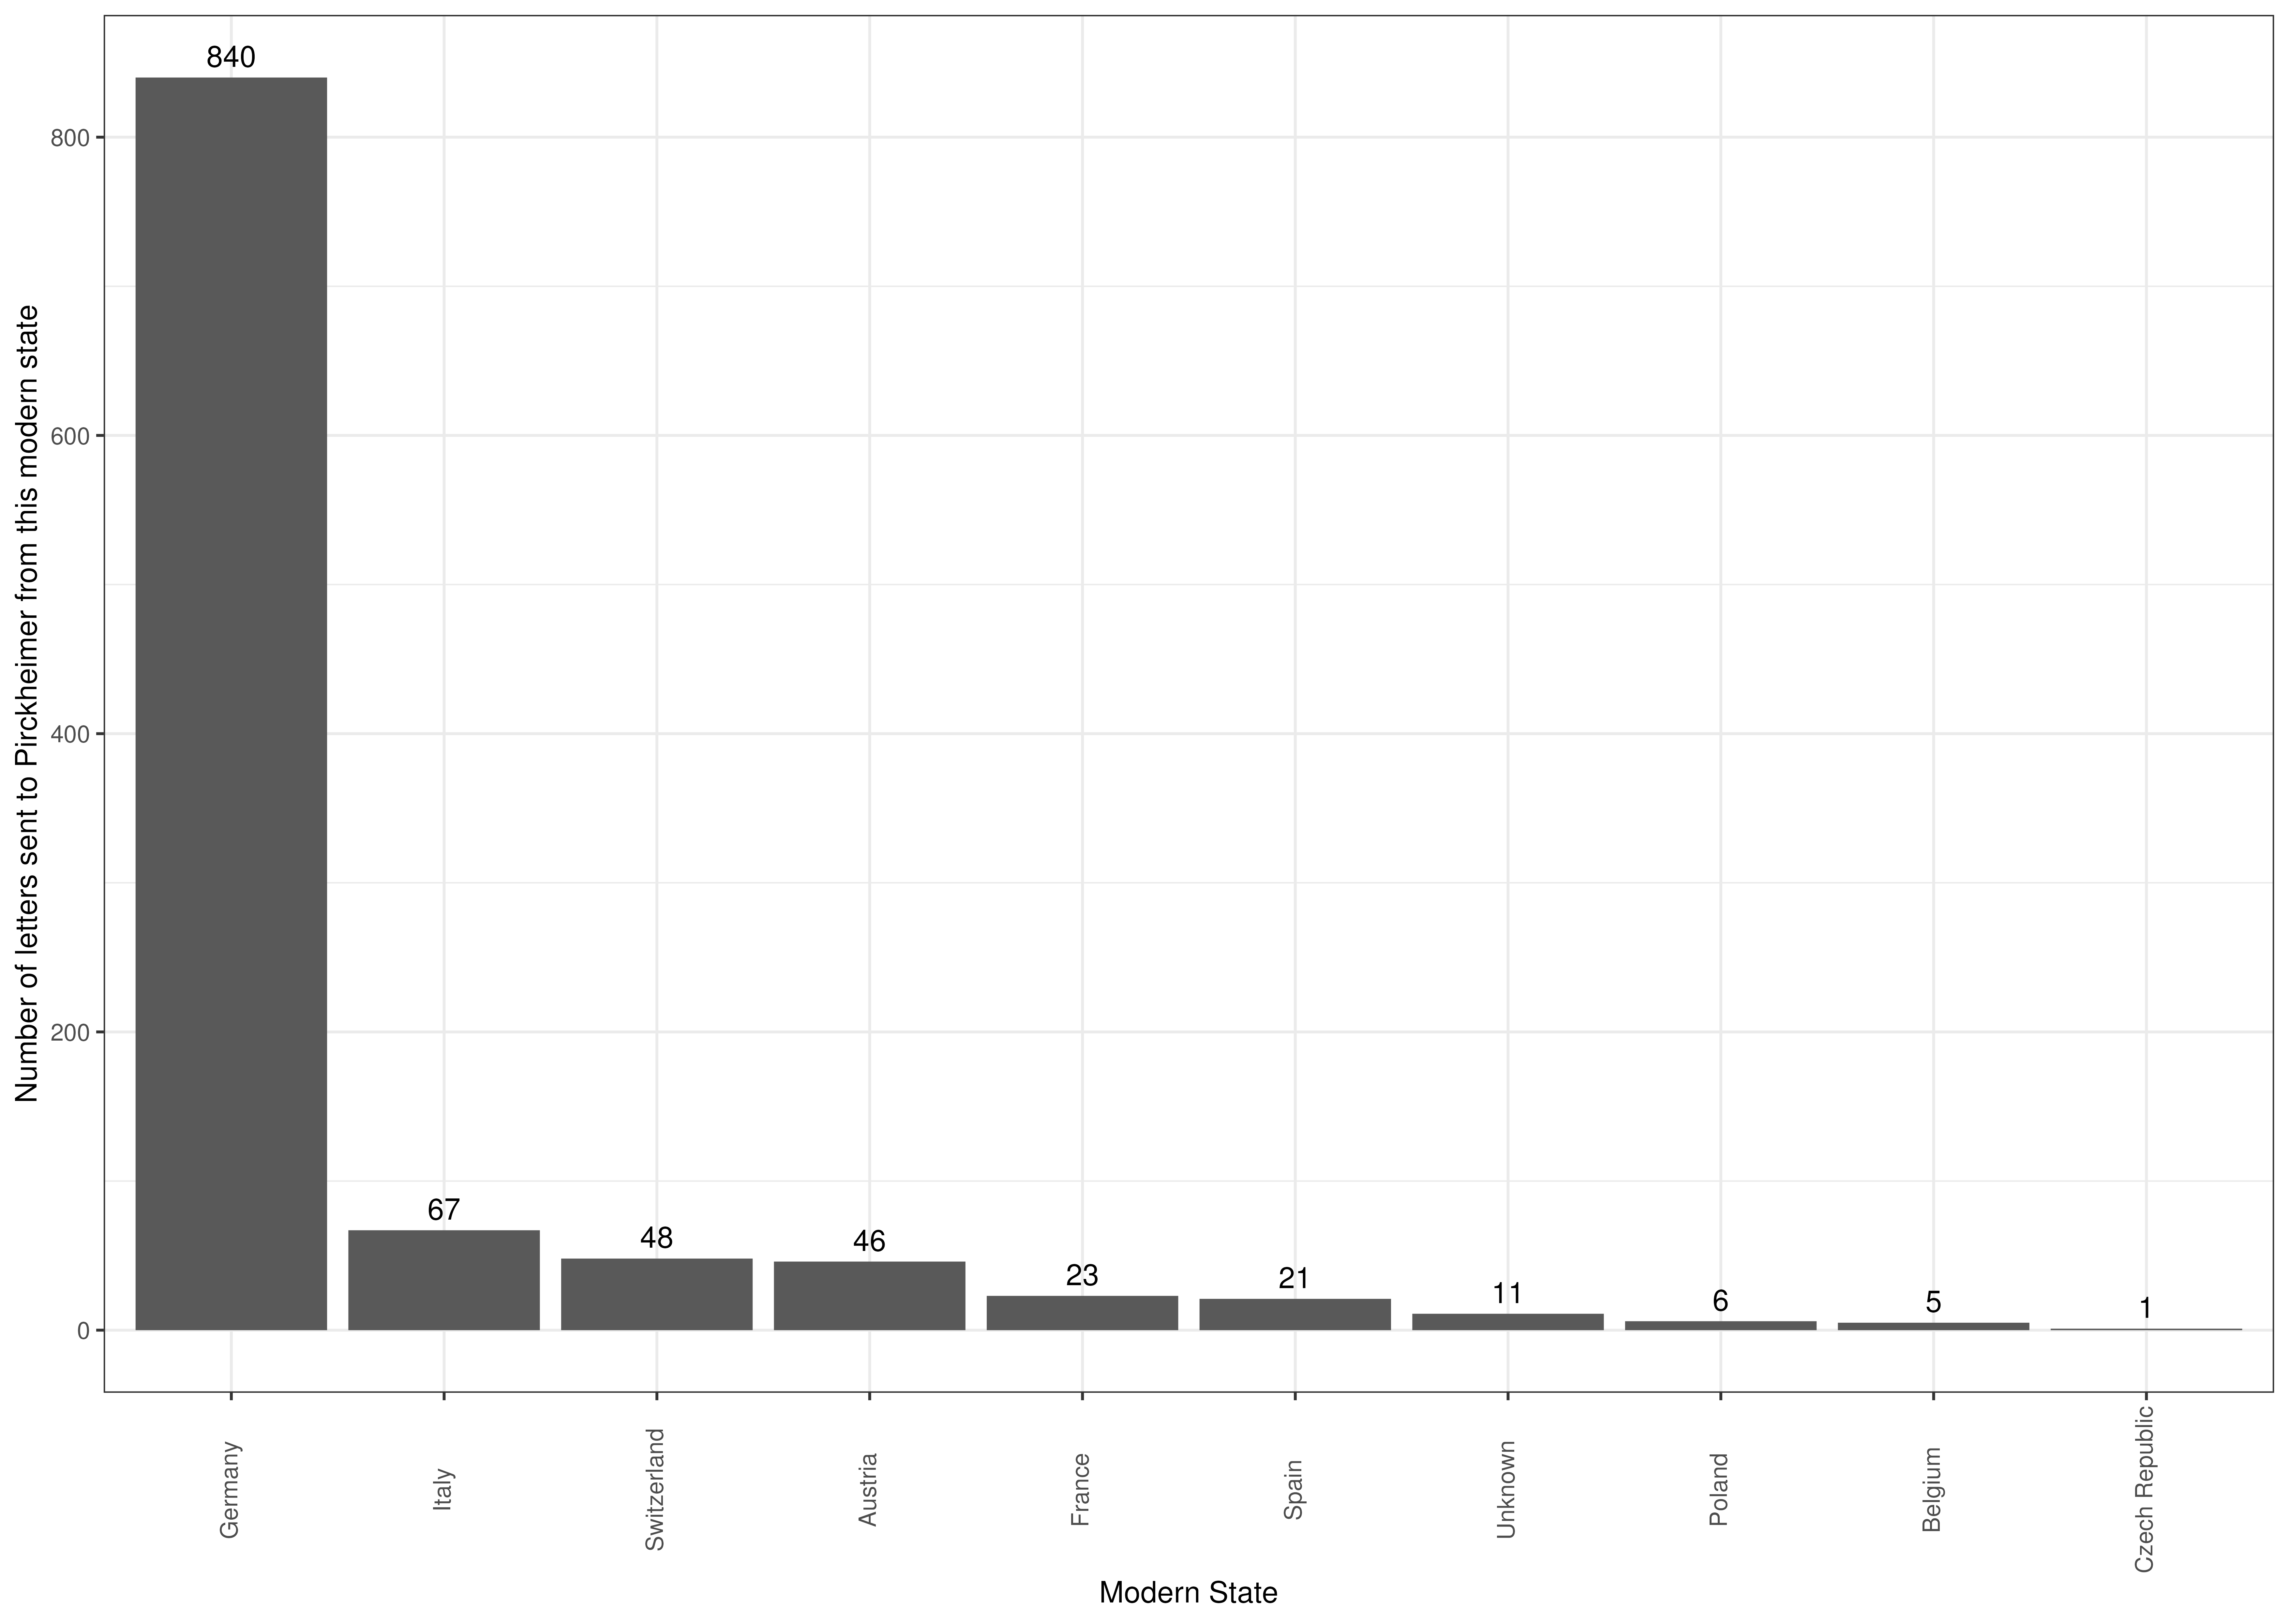 Number of letters sent to Pirckheimer from this modern state
800
600
400
200
0
840
67
48
46
23
21
11
6
5
1
Germany
Italy
Switzerland
Austria
France
Spain
Unknown
Poland
Belgium
Czech Republic
Modern State